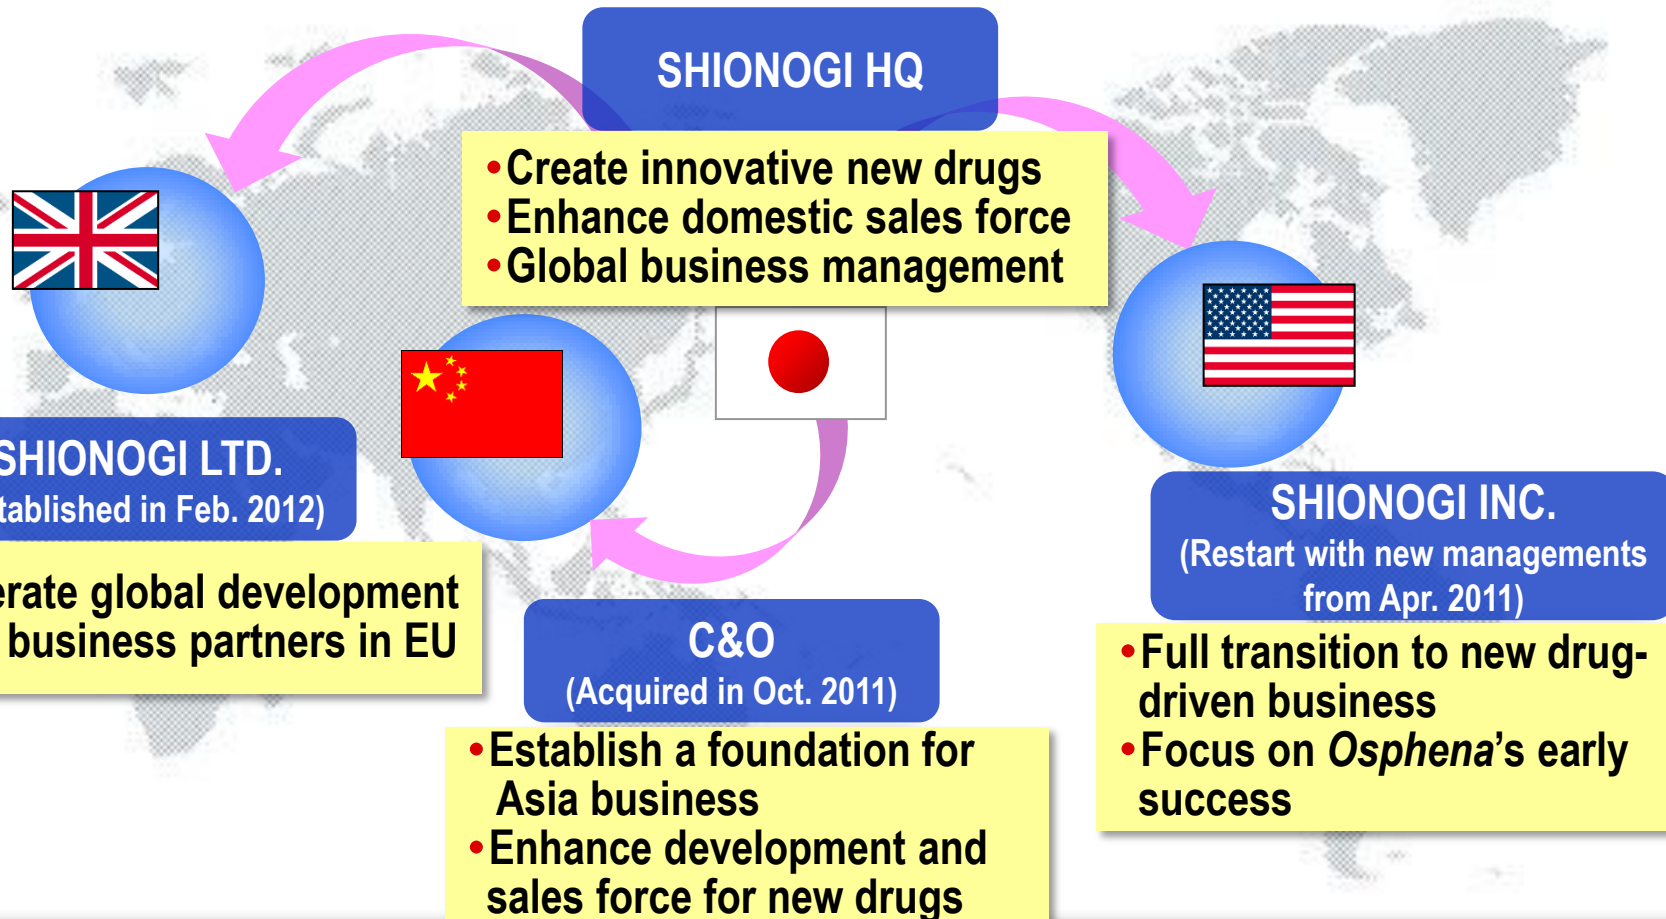 SHIONOGI HQ
•Create innovative new drugs
•Enhance domestic sales force
•Global business management
SHIONOGI LTD.
in Feb. 2012)
global development
business partners in EU
C&O
(Acquired in Oct. 2011)
•Establish a foundation for
Asia business
•Enhance development and
sales force for new drugs
SHIONOGI INC.
(Restart with new managements
from Apr. 2011)
•Full transition to new drug-
driven business
•Focus on Osphena's early
success